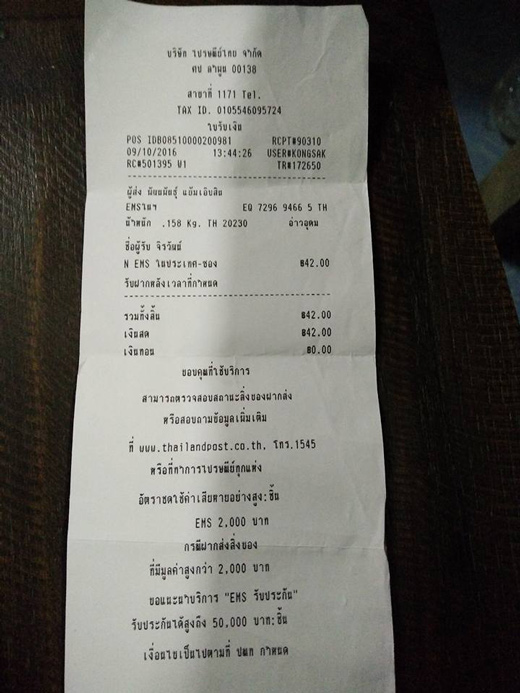 บริษัท ไปรษณีย์ไทย จำกัด
ศป ลำพูน 00138
สาขาที่ 1171 Tel.
TAX ID. 0105546095724
ใบรับเงิน
POS IDB08510000200981 RCPT#90310
09/10/2016 13:44:26 USER#KONGSAK
RC#501395 W1 TR#172650
ผู้ส่ง
EMSในฯ EQ 7296 9466 5 TH
น้ำหนัก .158 Kg. TH 20230 อ่าวอุดม
ชื่อผู้รับ จิรวันน์
N EMS ในประเทศ-ซอง ฿42.00
รับฝากหลังเวลาที่กำหนด
รวมทั้งสิ้น ฿42.00
เงินสด ฿42.00
เงินทอน ฿0.00
ขอบคุณที่ใช้บริการ
สามารถตรวจสอบสถานะสิ่งของฝากส่ง
หรือสอบถามข้อมูลเพิ่มเติม
ที่ www.thailandpost.co.th, โทร.1545
หรือที่ทำการไปรษณีย์ทุกแห่ง
อัตราชดใช้ค่าเสียหายอย่างสูง:ชิ้น
EMS 2,000 บาท
กรณีฝากส่งสิ่งของ
ที่มีมูลค่าสูงกว่า 2,000 บาท
ขอแนะนำบริการ "EMS รับประกัน"
รับประกันได้สูงถึง 50,000 บาท:ชิ้น
เงื่อนไขเป็นไปตามที่ ปณท กำหนด